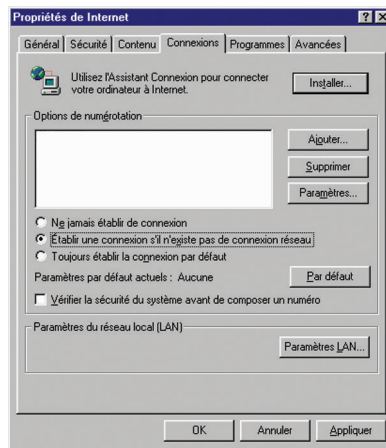 Propriétés de Internet
Général Sécurité Contenu Connexions Programmes Avancées
Utilisez l'Assistant Connexion pour connecter
votre ordinateur à Internet.
Installer...
Options de numérotation
Ajouter...
Supprimer
Paramètres...
Ne jamais établir de connexion
Établir une connexion s'il n'existe pas de connexion réseau
Toujours établir la connexion par défaut
Paramètres par défaut actuels : Aucune
Par défaut
Vérifier la sécurité du système avant de composer un numéro
Paramètres du réseau local (LAN)
Paramètres LAN...
OK Annuler Appliquer